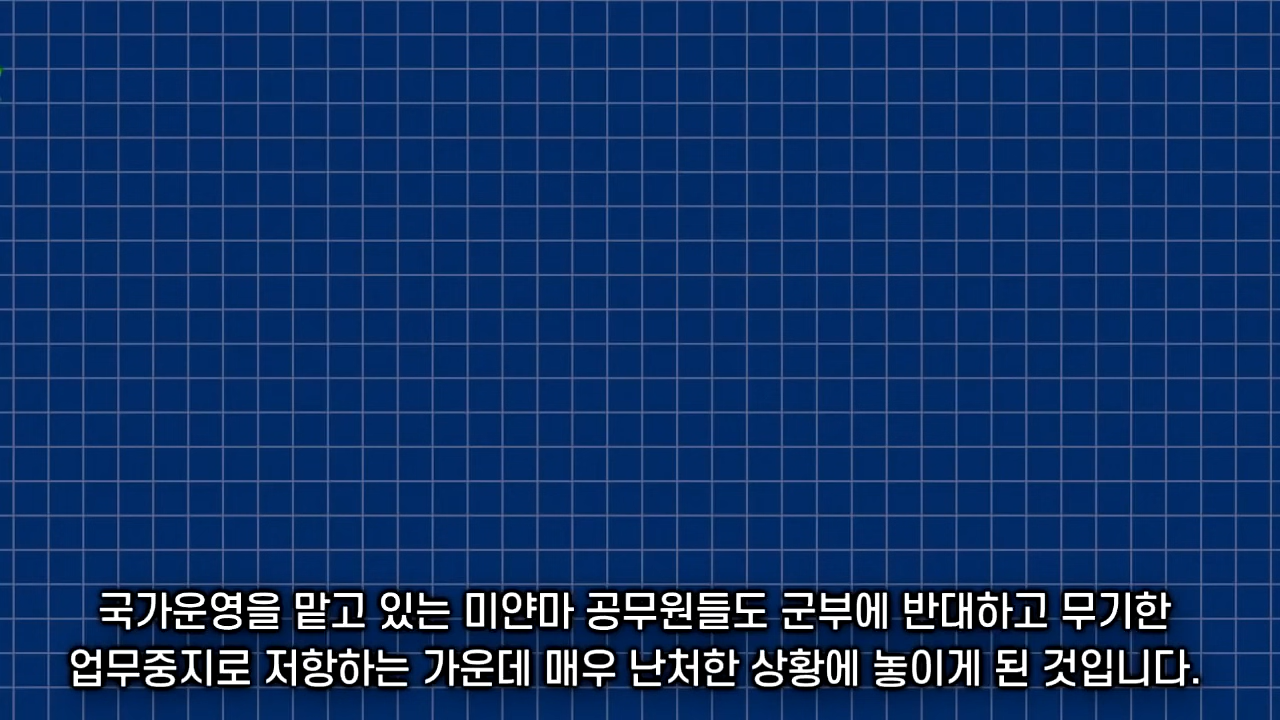 국가운영을 맡고 있는 미얀마 공무원들도 군부에 반대하고 무기한
업무중지로 저항하는 가운데 매우 난처한 상황에 놓이게 된 것입니다.